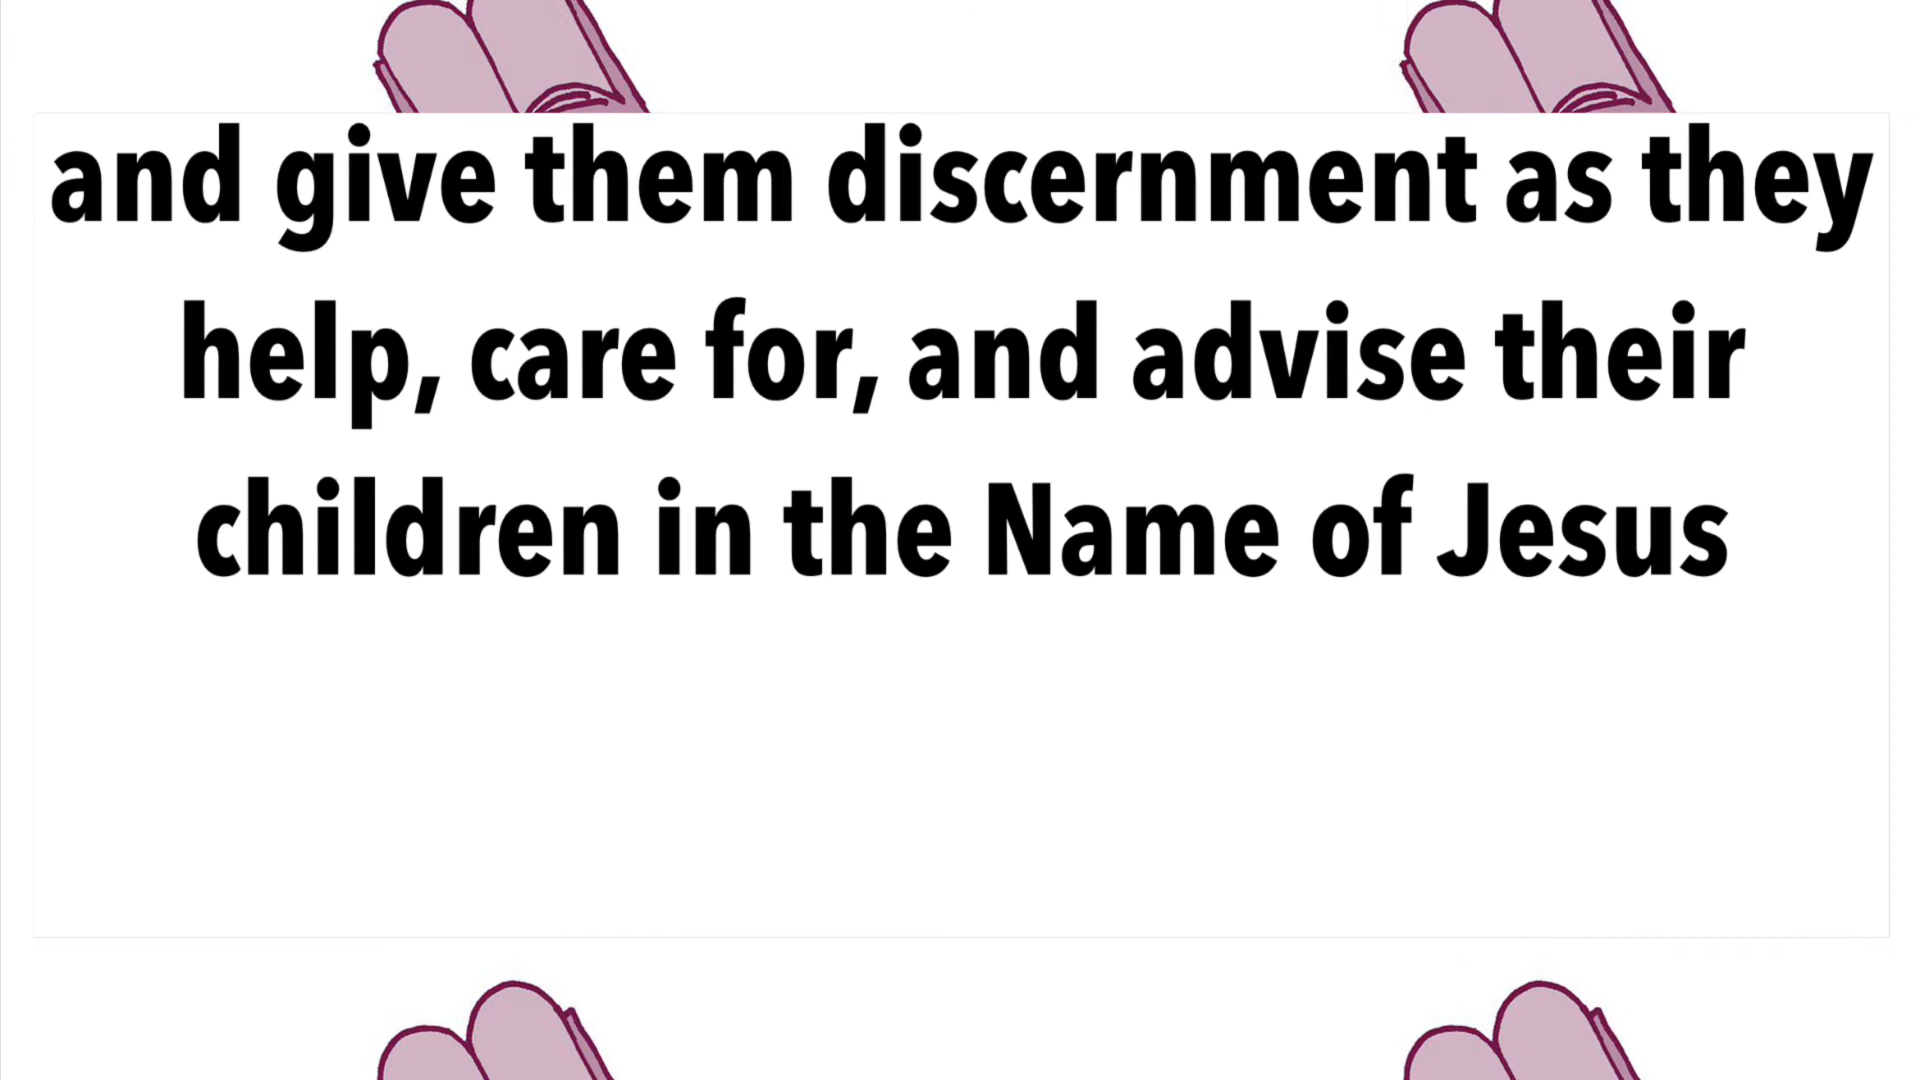 and give them discernment as they
help, care for, and advise their
children in the Name of Jesus